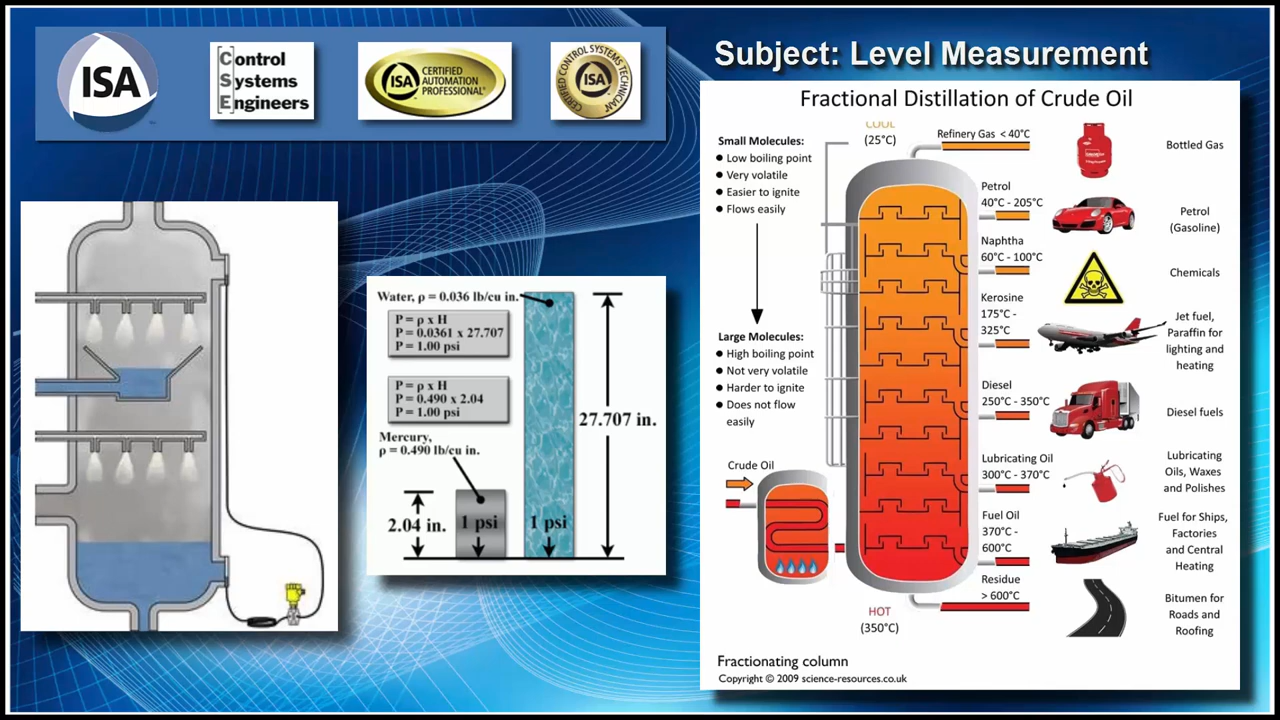 Subject: Level Measurement
ISA
[C]ontrol
Systems
Engineers
ISA
CERTIFIED
AUTOMATION
PROFESSIONAL®
CERTIFIED CONTROL SYSTEMS TECHNICIAN
ISA
Water, ρ = 0.036 lb/cu in.
P = ρ x H
P = 0.0361 x 27.707
P = 1.00 psi
P = ρ x H
P = 0.490 x 2.04
P = 1.00 psi
Mercury,
ρ = 0.490 lb/cu in.
27.707 in.
2.04 in.
1 psi
1 psi
Fractional Distillation of Crude Oil
COOL
(25°C)
Small Molecules:
● Low boiling point
● Very volatile
● Easier to ignite
● Flows easily
Large Molecules:
● High boiling point
● Not very volatile
● Harder to ignite
● Does not flow
easily
Crude Oil
Refinery Gas < 40°C
Bottled Gas
Petrol
40°C - 205°C
Petrol
(Gasoline)
Naphtha
60°C - 100°C
Chemicals
Kerosine
175°C -
325°C
Jet fuel,
Paraffin for
lighting and
heating
Diesel
250°C - 350°C
Diesel fuels
Lubricating Oil
300°C - 370°C
Lubricating
Oils, Waxes
and Polishes
Fuel Oil
370°C -
600°C
Fuel for Ships,
Factories
and Central
Heating
Residue
> 600°C
Bitumen for
Roads and
Roofing
HOT
(350°C)
Fractionating column
Copyright © 2009 science-resources.co.uk